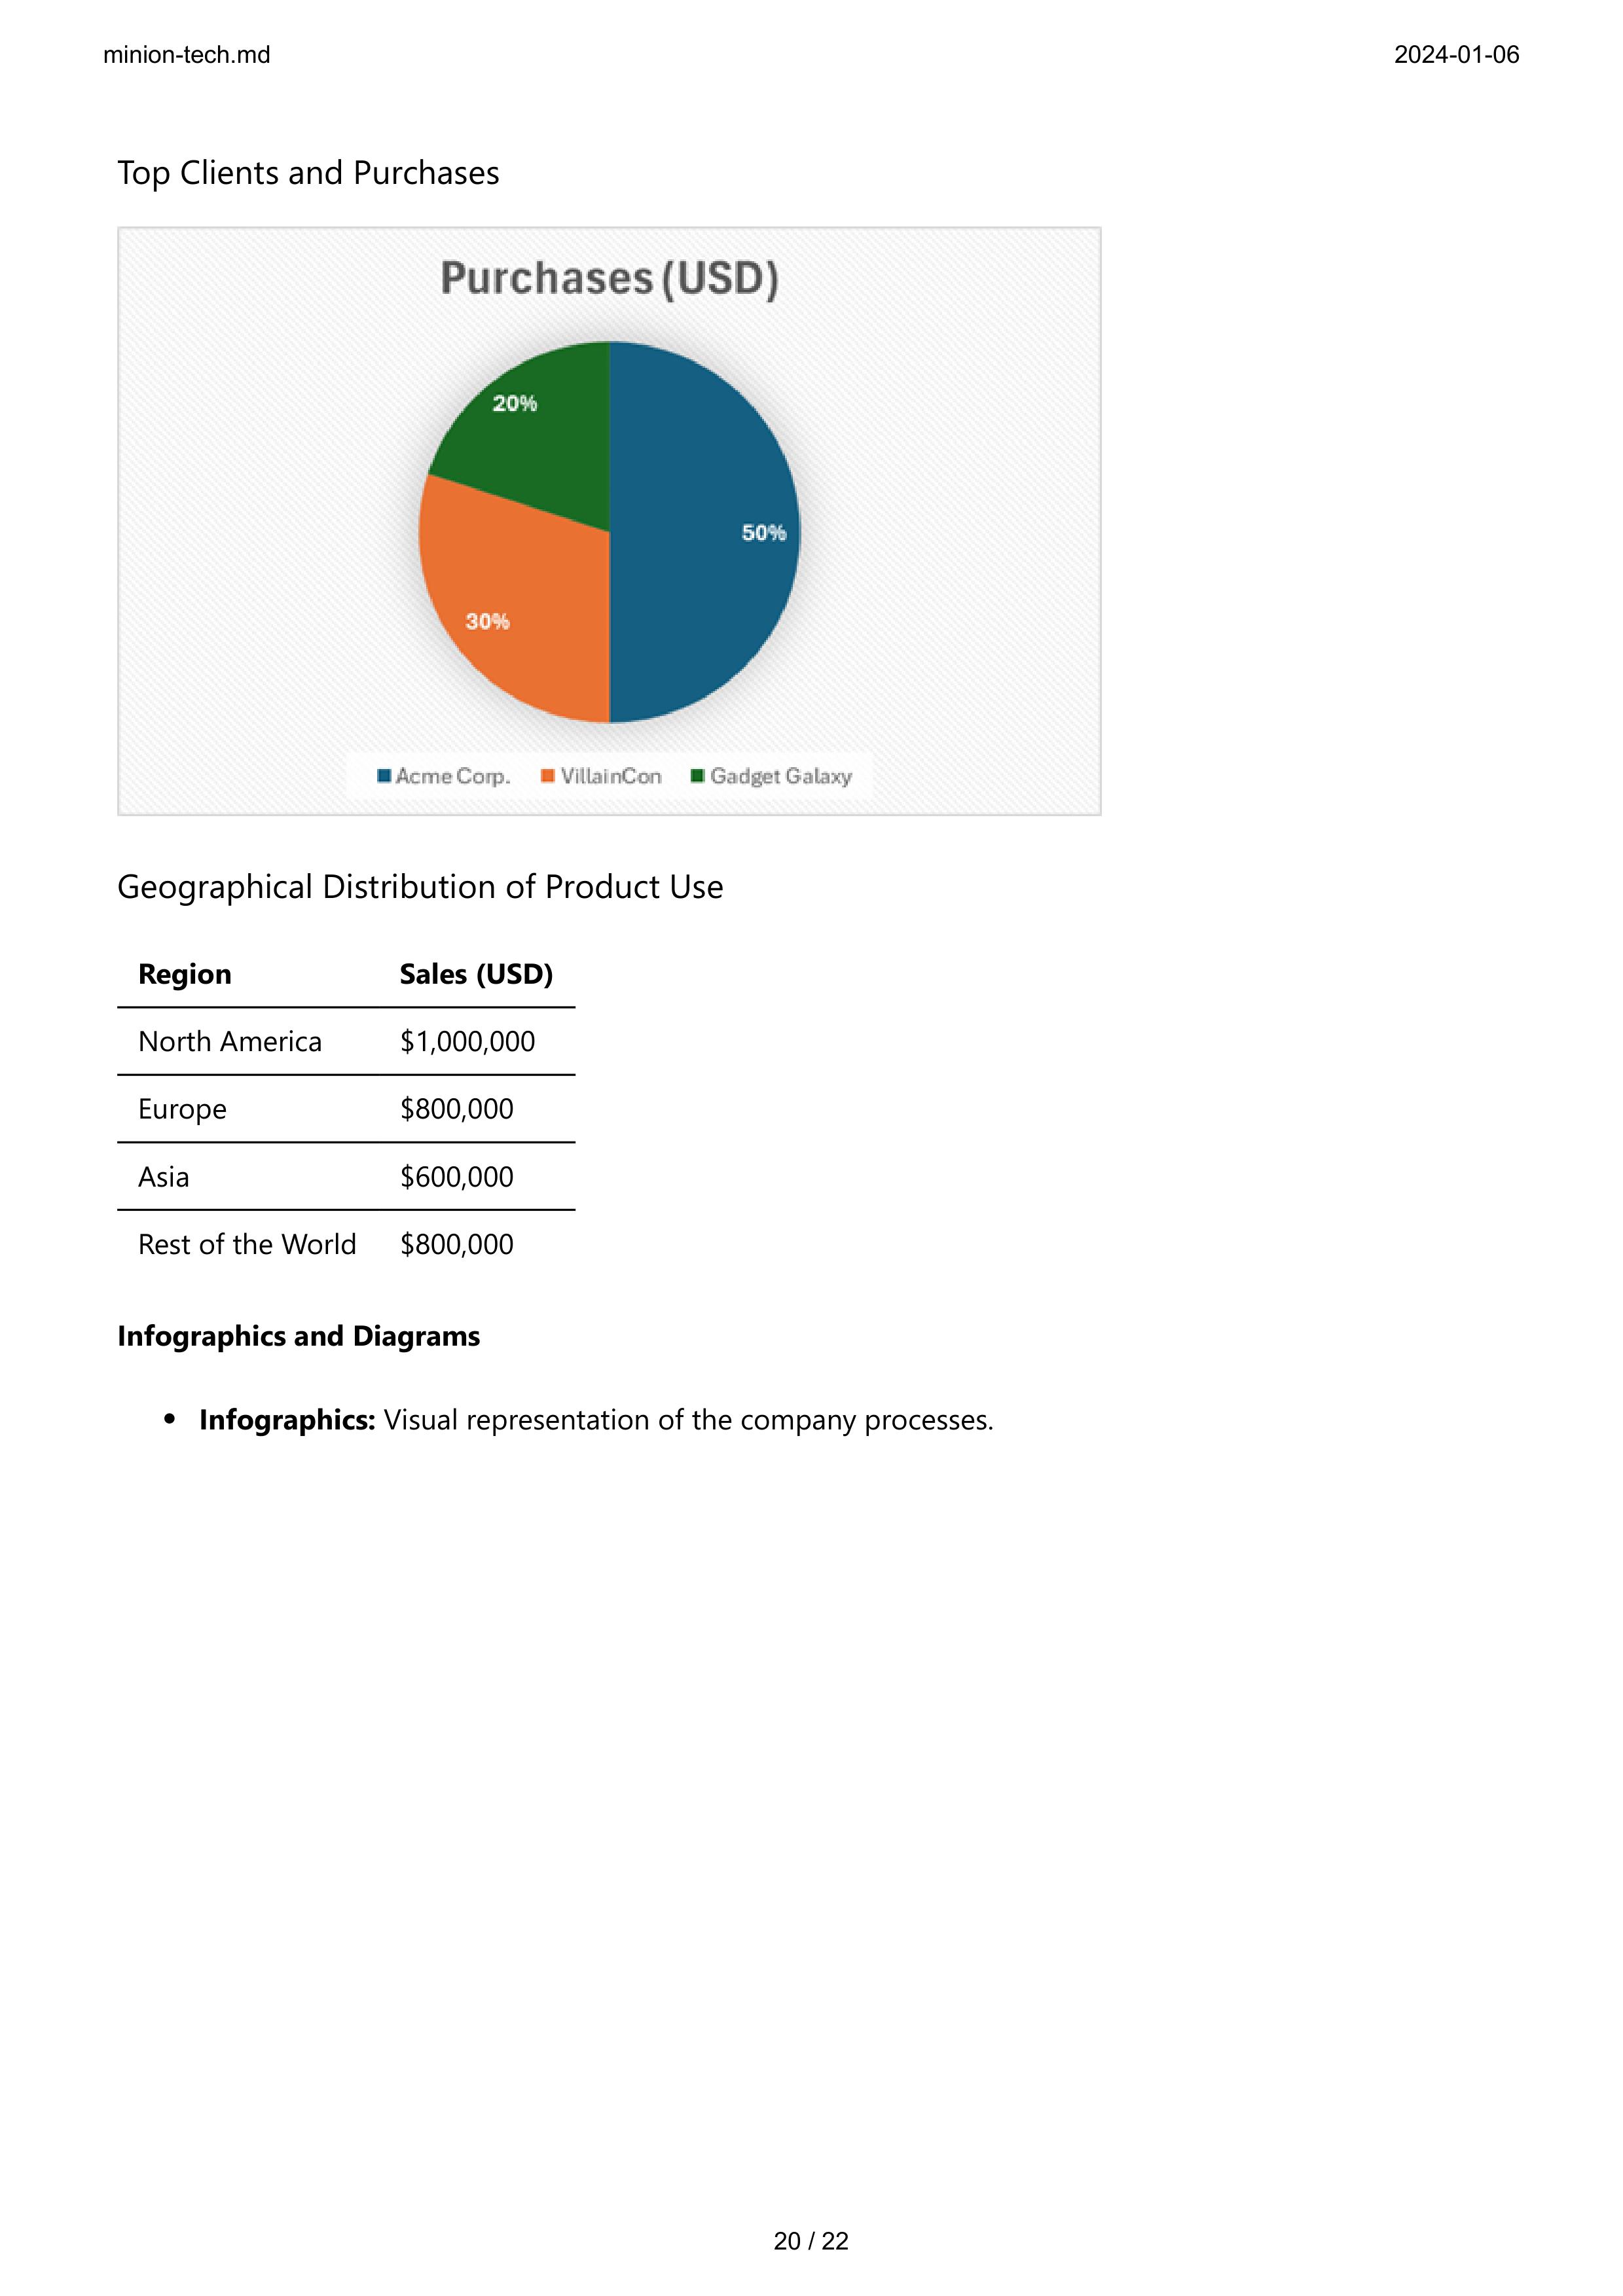 minion-tech.md 2024-01-06
Top Clients and Purchases
Purchases (USD)
20%
50%
30%
Acme Corp. VillainCon Gadget Galaxy
Geographical Distribution of Product Use
Region Sales (USD)
North America $1,000,000
Europe $800,000
Asia $600,000
Rest of the World $800,000
Infographics and Diagrams
• Infographics: Visual representation of the company processes.
20 / 22